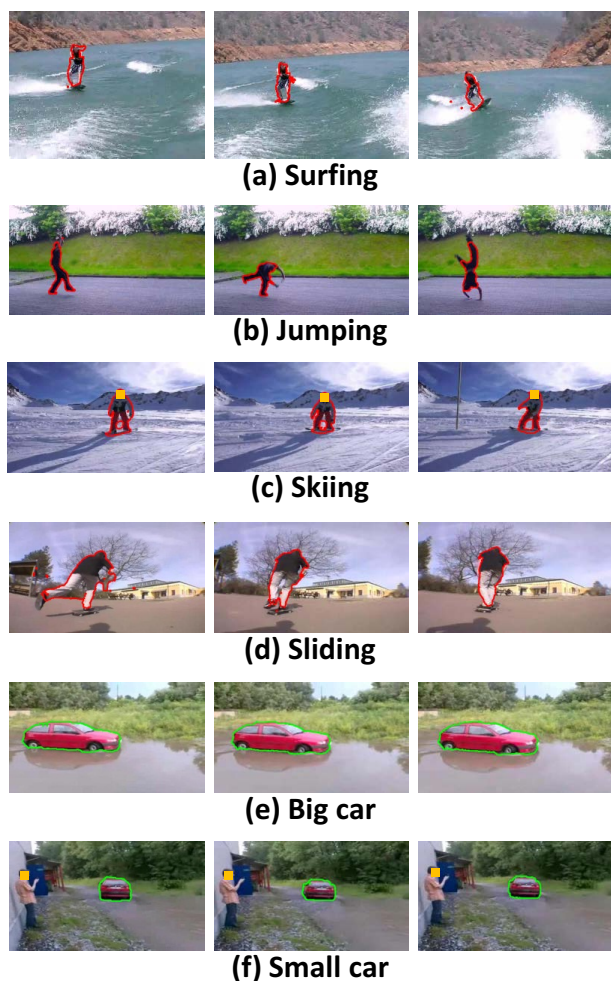 (a) Surfing
(b) Jumping
(c) Skiing
(d) Sliding
(e) Big car
(f) Small car